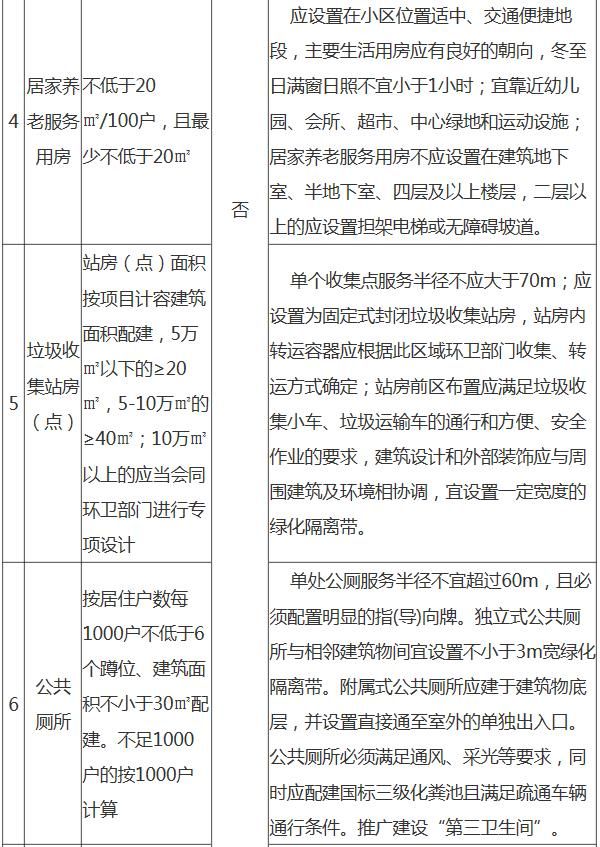 4
居家养
老服务
用房
不低于20
㎡/100户，且最
少不低于20㎡
否
应设置在小区位置适中、交通便捷地
段，主要生活用房应有良好的朝向，冬至
日满窗日照不宜小于1小时；宜靠近幼儿
园、会所、超市、中心绿地和运动设施；
居家养老服务用房不应设置在建筑地下
室、半地下室、四层及以上楼层，二层以
上的应设置担架电梯或无障碍坡道。
5
垃圾收
集站房
（点）
站房（点）面积
按项目计容建筑
面积配建，5万
㎡以下的≥20
㎡，5-10万㎡的
≥40㎡；10万㎡
以上的应当会同
环卫部门进行专
项设计
单个收集点服务半径不应大于70m；应
设置为固定式封闭垃圾收集站房，站房内
转运容器应根据此区域环卫部门收集、转
运方式确定；站房前区布置应满足垃圾收
集小车、垃圾运输车的通行和方便、安全
作业的要求，建筑设计和外部装饰应与周
围建筑及环境相协调，宜设置一定宽度的
绿化隔离带。
6
公共
厕所
按居住户数每
1000户不低于6
个蹲位、建筑面
积不小于30㎡配
建。不足1000
户的按1000户
计算
单处公厕服务半径不宜超过60m，且必
须配置明显的指(导)向牌。独立式公共厕
所与相邻建筑物间宜设置不小于3m宽绿化
隔离带。附属式公共厕所应建于建筑物底
层，并设置直接通至室外的单独出入口。
公共厕所必须满足通风、采光等要求，同
时应配建国标三级化粪池且满足疏通车辆
通行条件。推广建设“第三卫生间”。